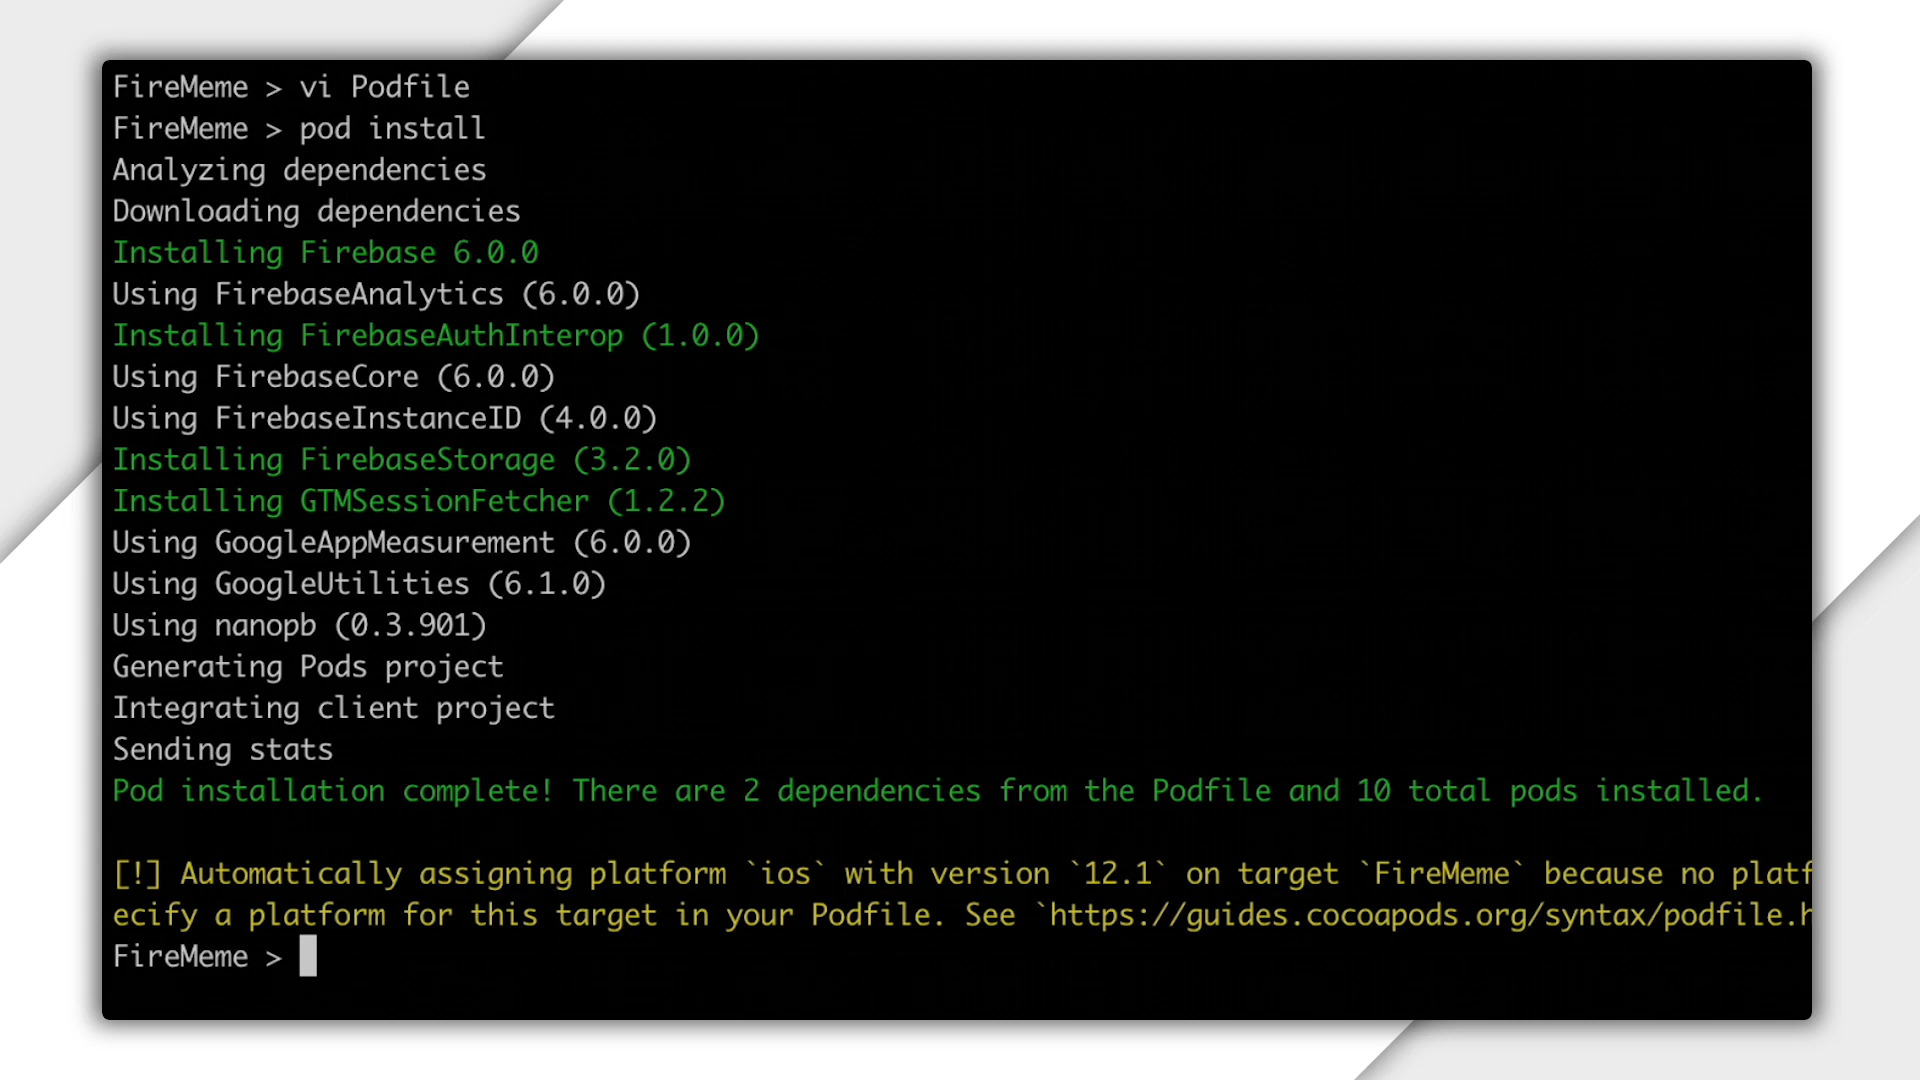 FireMeme > vi Podfile
FireMeme > pod install
Analyzing dependencies
Downloading dependencies
Installing Firebase 6.0.0
Using FirebaseAnalytics (6.0.0)
Installing FirebaseAuthInterop (1.0.0)
Using FirebaseCore (6.0.0)
Using FirebaseInstanceID (4.0.0)
Installing FirebaseStorage (3.2.0)
Installing GTMSessionFetcher (1.2.2)
Using GoogleAppMeasurement (6.0.0)
Using GoogleUtilities (6.1.0)
Using nanopb (0.3.901)
Generating Pods project
Integrating client project
Sending stats
Pod installation complete! There are 2 dependencies from the Podfile and 10 total pods installed.
[!] Automatically assigning platform `ios` with version `12.1` on target `FireMeme` because no platf
ecify a platform for this target in your Podfile. See `https://guides.cocoapods.org/syntax/podfile.h
FireMeme >